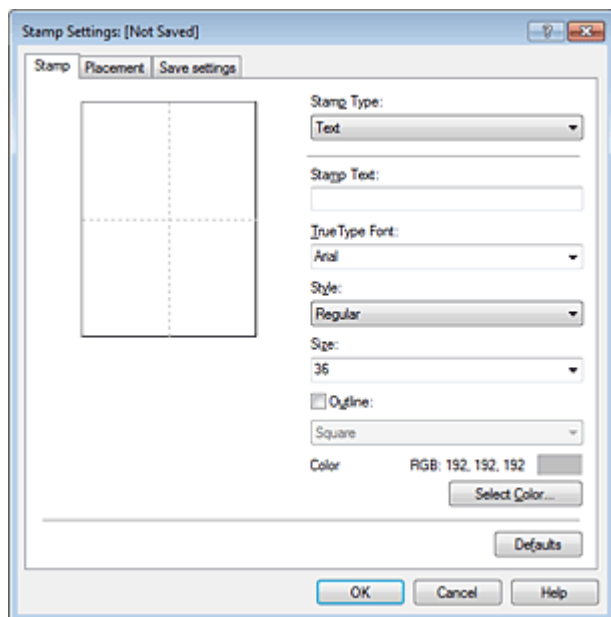 Stamp Settings: [Not Saved]
Stamp Placement Save settings
Stamp Type:
Text
Stamp Text:
TrueType Font:
Arial
Style:
Regular
Size:
36
Outline:
Square
Color RGB: 192, 192, 192
Select Color...
Defaults
OK Cancel Help